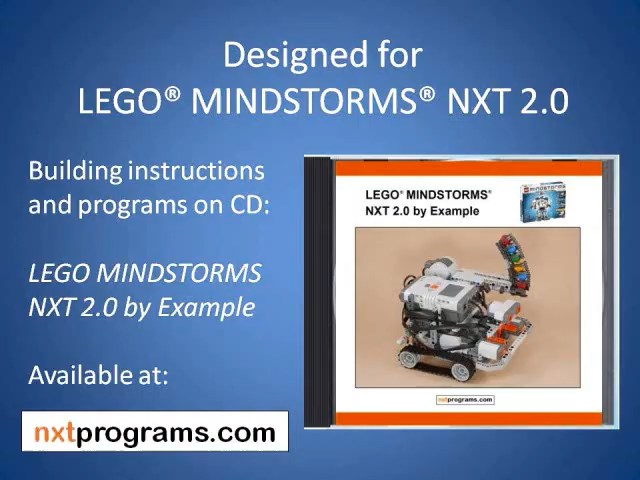 Designed for
LEGO® MINDSTORMS® NXT 2.0
Building instructions
and programs on CD:
LEGO MINDSTORMS
NXT 2.0 by Example
Available at:
nxtprograms.com
LEGO® MINDSTORMS®
NXT 2.0 by Example
mindstorms
nxtprograms.com